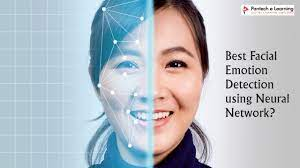 Pantech e Learning
Best Facial
Emotion
Detection
using Neural
Network?